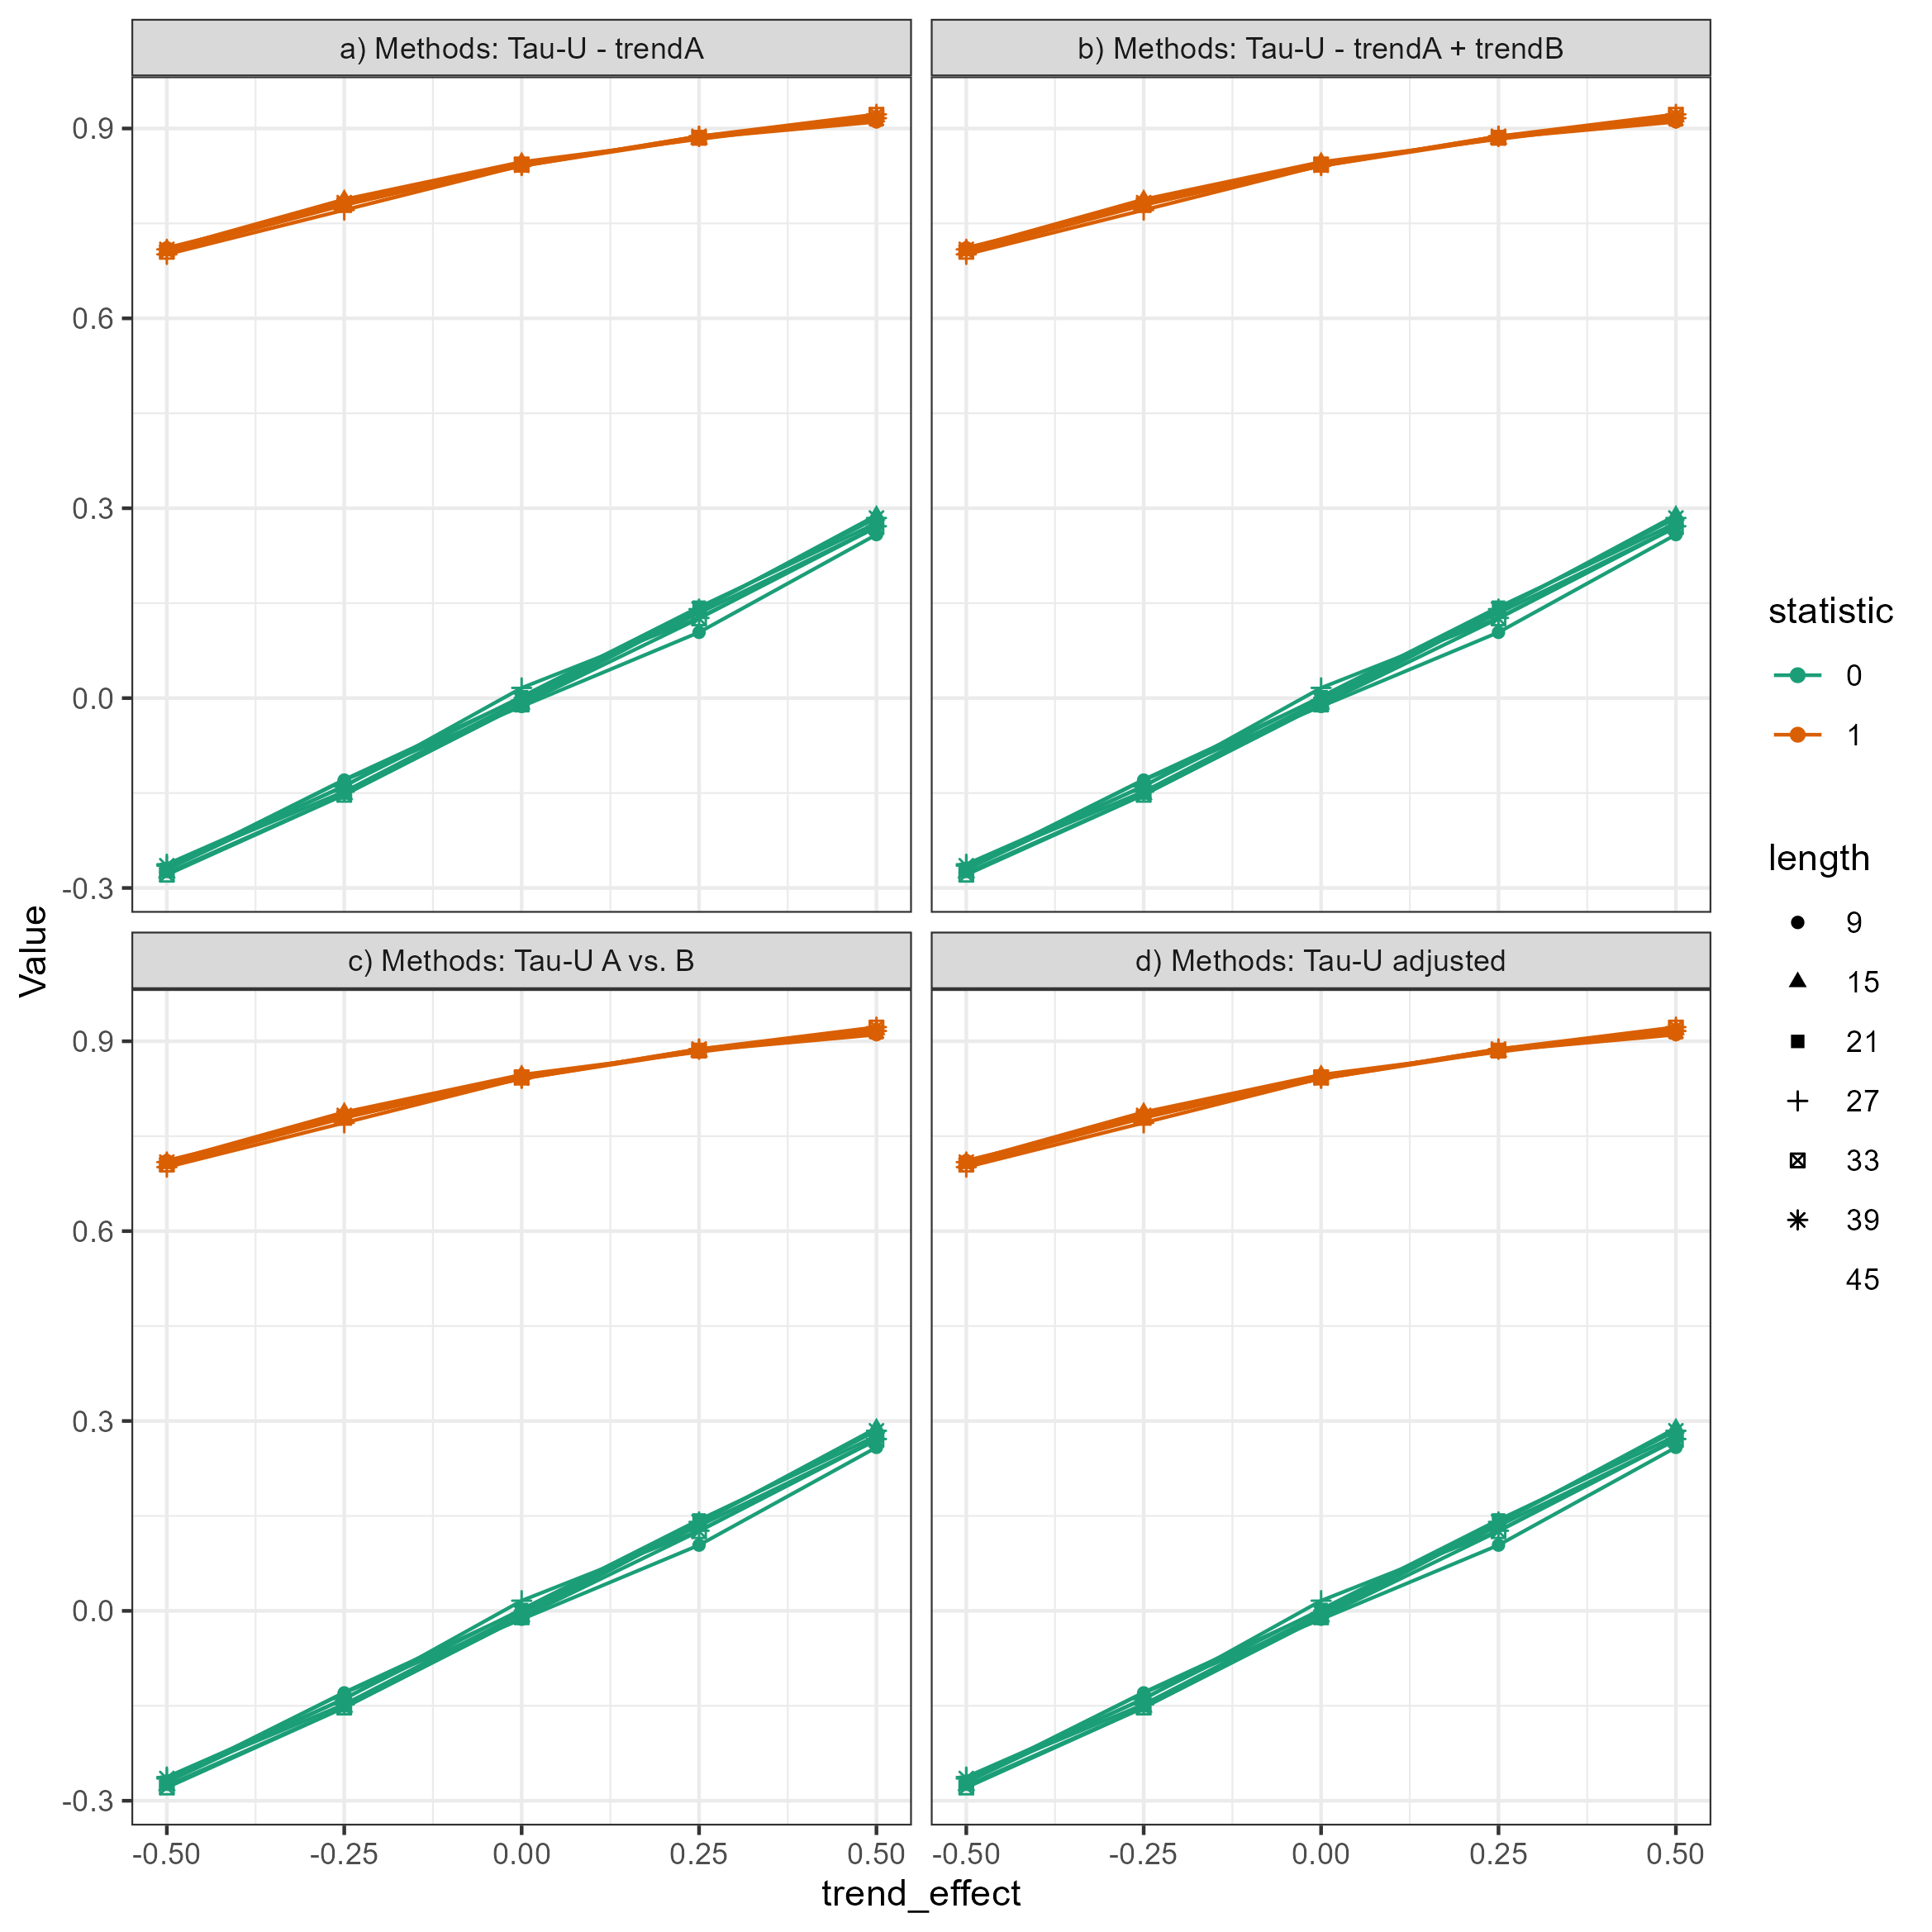 a) Methods: Tau-U - trendA
b) Methods: Tau-U - trendA + trendB
0.9
0.6
0.3
0.0
-0.3
c) Methods: Tau-U A vs. B
d) Methods: Tau-U adjusted
0.9
0.6
0.3
0.0
-0.3
-0.50 -0.25 0.00 0.25 0.50
-0.50 -0.25 0.00 0.25 0.50
trend_effect
Value
statistic
0
1
length
9
15
21
27
33
39
45